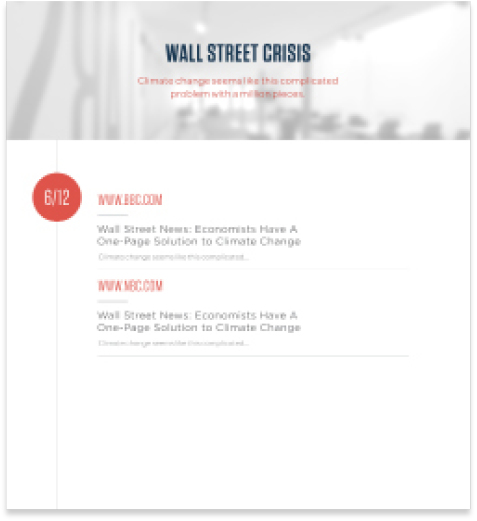 WALL STREET CRISIS
Climate change seems like this complicated
problem with a million pieces.
6/12
WWW.BBC.COM
Wall Street News: Economists Have A
One-Page Solution to Climate Change
Climate change seems like this complicated...
WWW.NBC.COM
Wall Street News: Economists Have A
One-Page Solution to Climate Change
Climate change seems like this complicated...